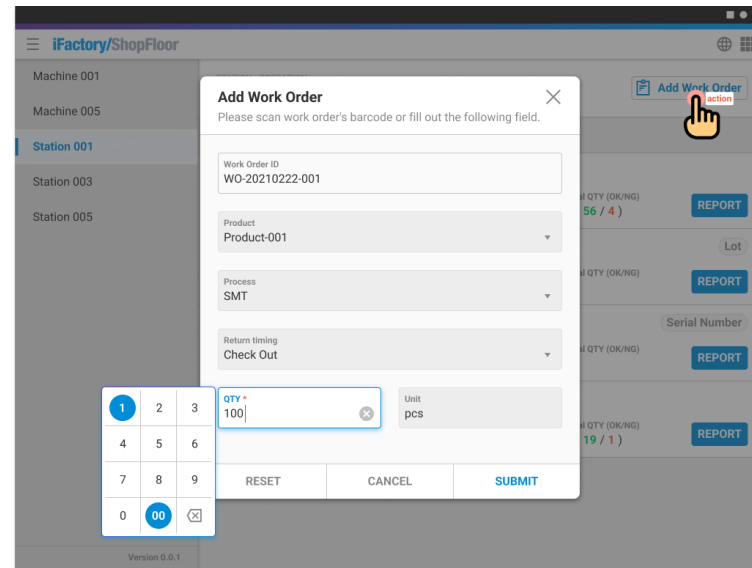 iFactory/ShopFloor
Machine 001
Machine 005
Station 001
Station 003
Station 005
Version 0.0.1
Add Work Order
action
Add Work Order
Please scan work order's barcode or fill out the following field.
Work Order ID
WO-20210222-001
Product
Product-001
Process
SMT
Return timing
Check Out
QTY *
100
Unit
pcs
RESET
CANCEL
SUBMIT
1 2 3
4 5 6
7 8 9
0 00
QTY (OK/NG)
56 / 4 )
REPORT
Lot
QTY (OK/NG)
REPORT
Serial Number
QTY (OK/NG)
REPORT
QTY (OK/NG)
19 / 1 )
REPORT